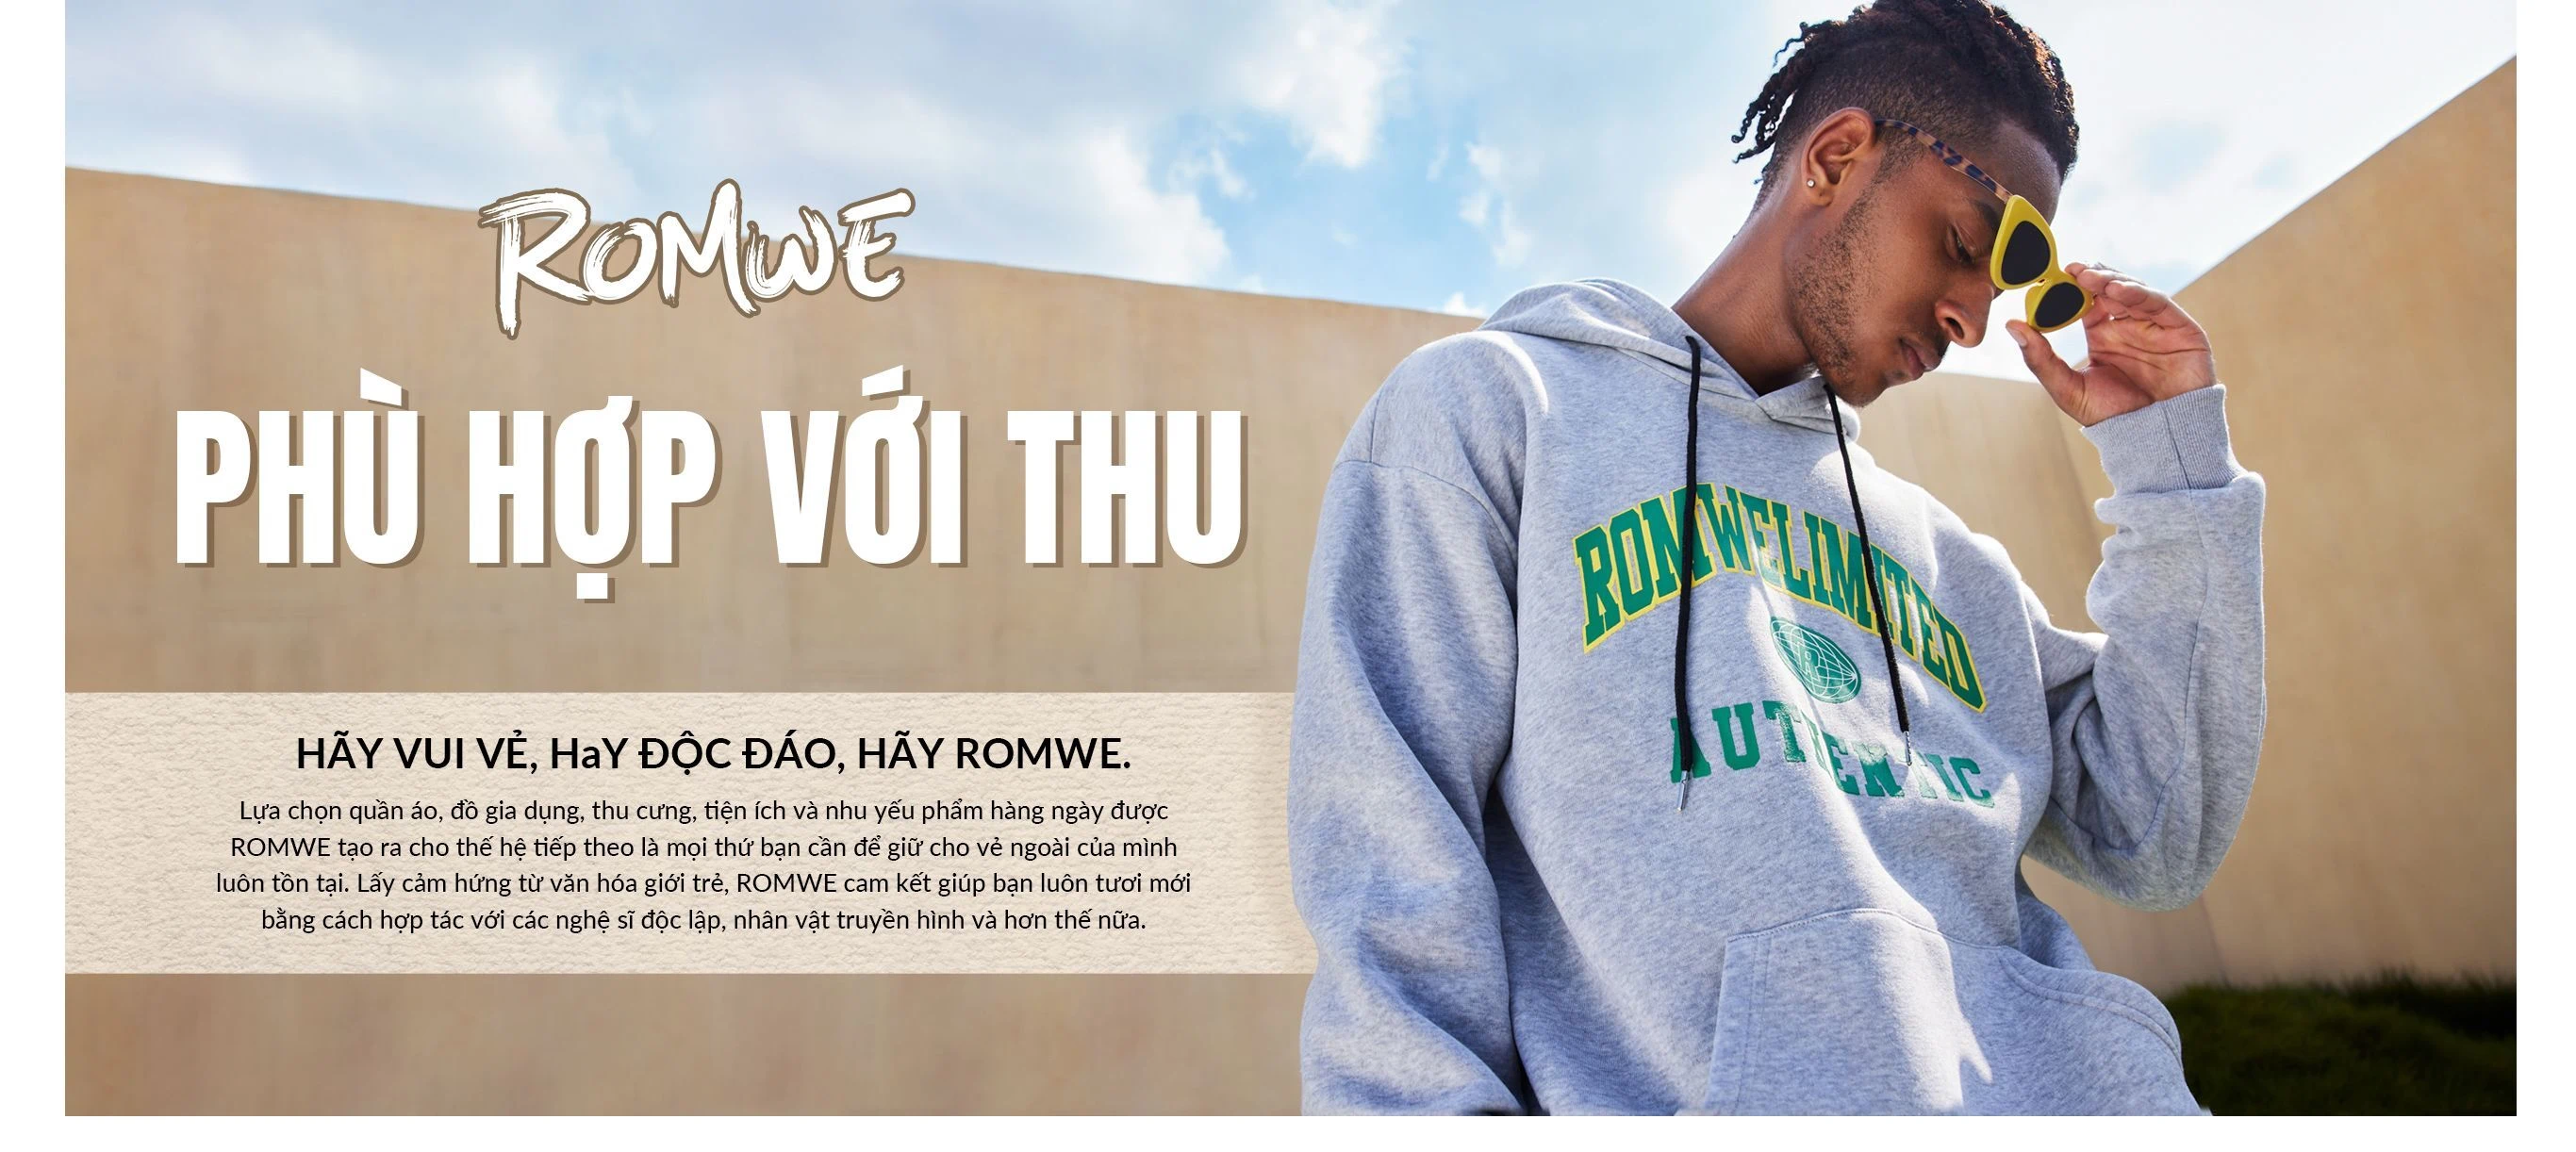 ROMWE
PHÙ HỢP VỚI THU
HÃY VUI VẺ, HaY ĐỘC ĐÁO, HÃY ROMWE.
Lựa chọn quần áo, đồ gia dụng, thu cưng, tiện ích và nhu yếu phẩm hàng ngày được
ROMWE tạo ra cho thế hệ tiếp theo là mọi thứ bạn cần để giữ cho vẻ ngoài của mình
luôn tồn tại. Lấy cảm hứng từ văn hóa giới trẻ, ROMWE cam kết giúp bạn luôn tươi mới
bằng cách hợp tác với các nghệ sĩ độc lập, nhân vật truyền hình và hơn thế nữa.
ROMWELIMITED
R
AUTHENTIC